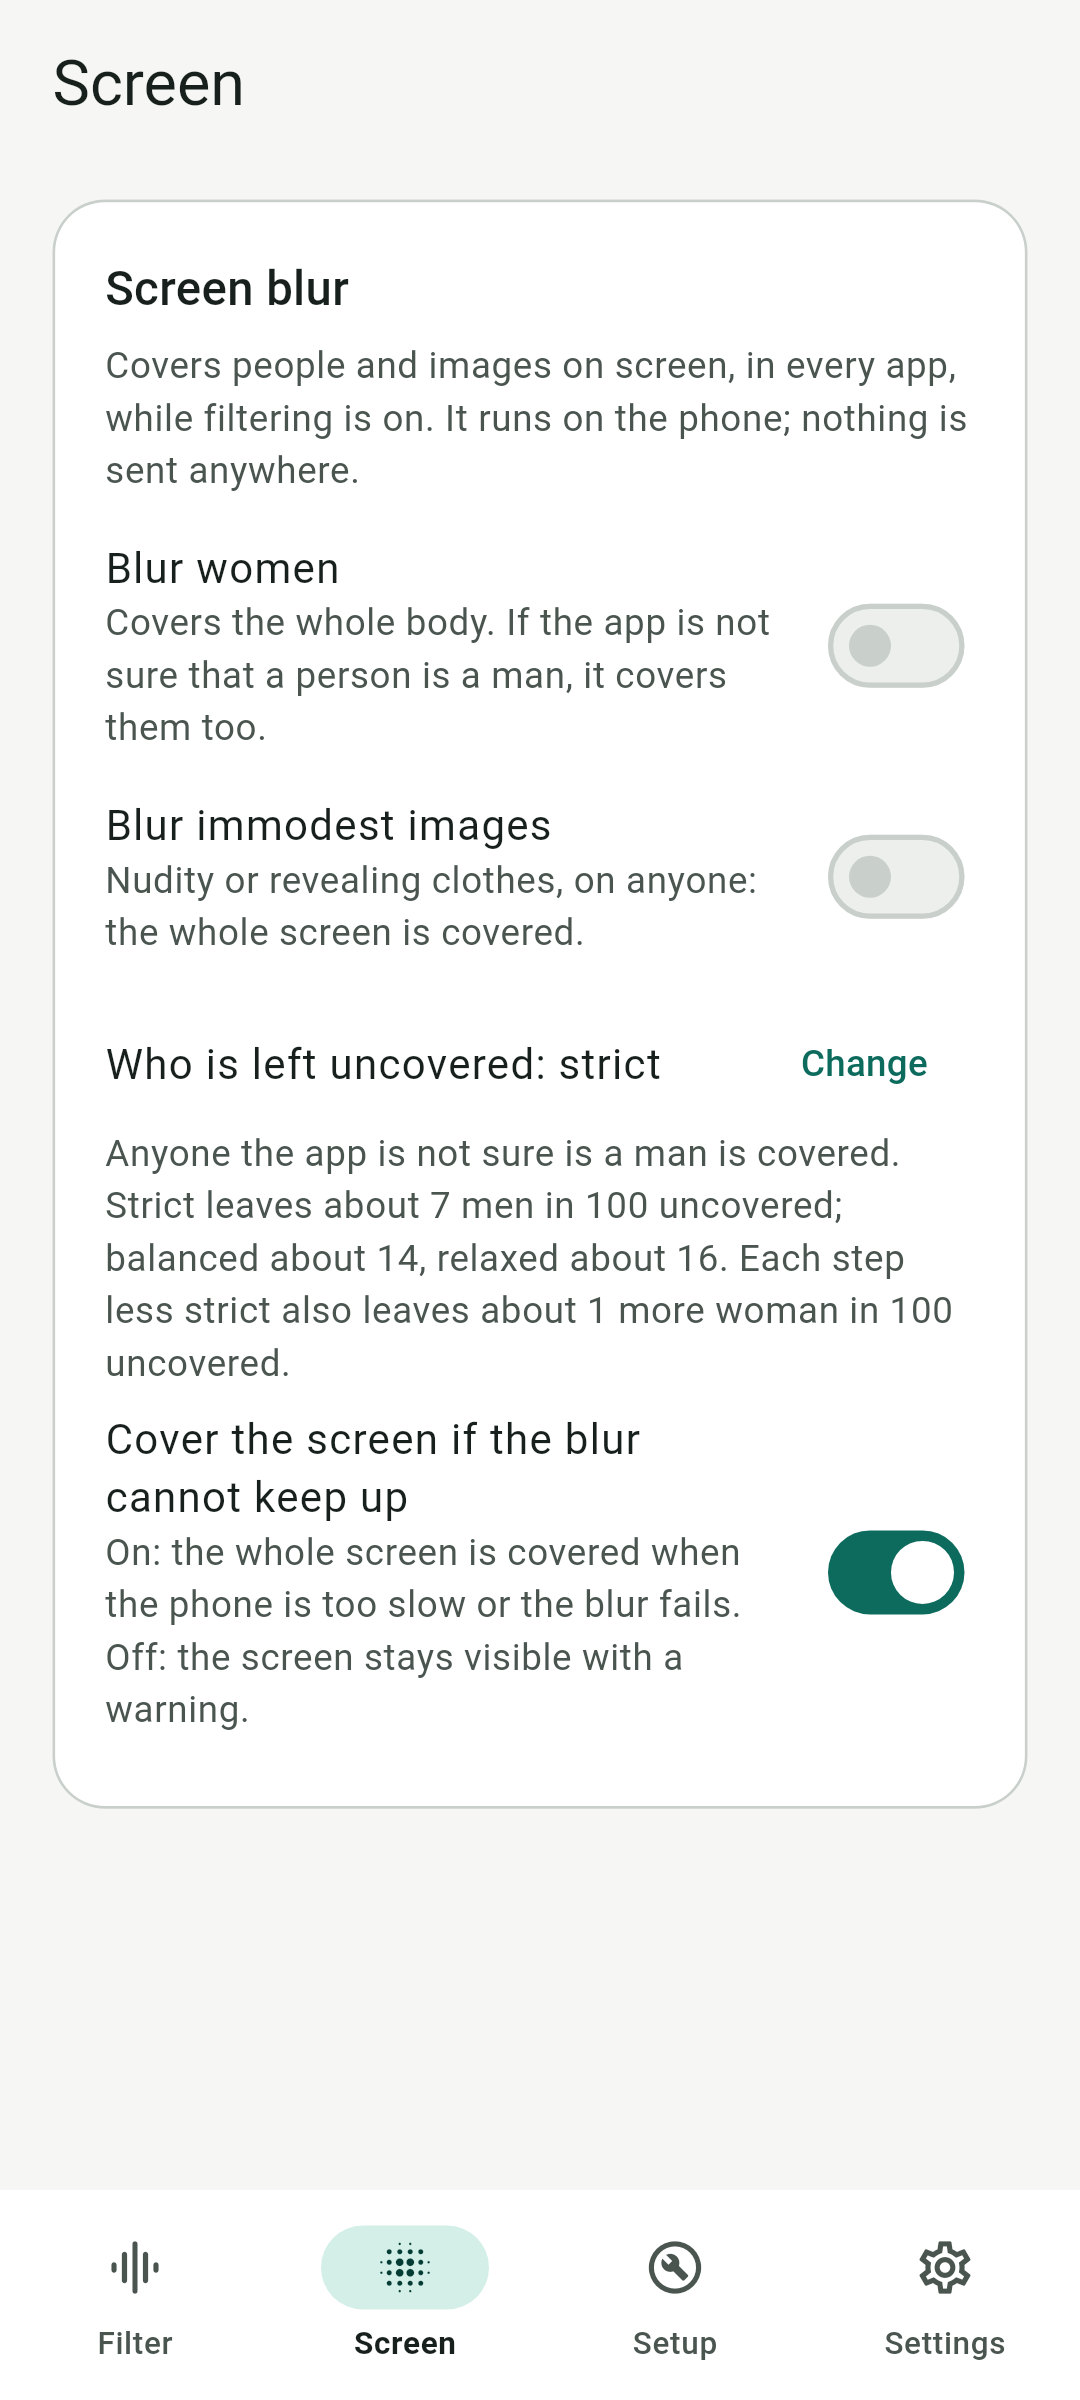 Screen
Screen blur
Covers people and images on screen, in every app,
while filtering is on. It runs on the phone; nothing is
sent anywhere.
Blur women
Covers the whole body. If the app is not
sure that a person is a man, it covers
them too.
Blur immodest images
Nudity or revealing clothes, on anyone:
the whole screen is covered.
Who is left uncovered: strict
Change
Anyone the app is not sure is a man is covered.
Strict leaves about 7 men in 100 uncovered;
balanced about 14, relaxed about 16. Each step
less strict also leaves about 1 more woman in 100
uncovered.
Cover the screen if the blur
cannot keep up
On: the whole screen is covered when
the phone is too slow or the blur fails.
Off: the screen stays visible with a
warning.
Filter
Screen
Setup
Settings